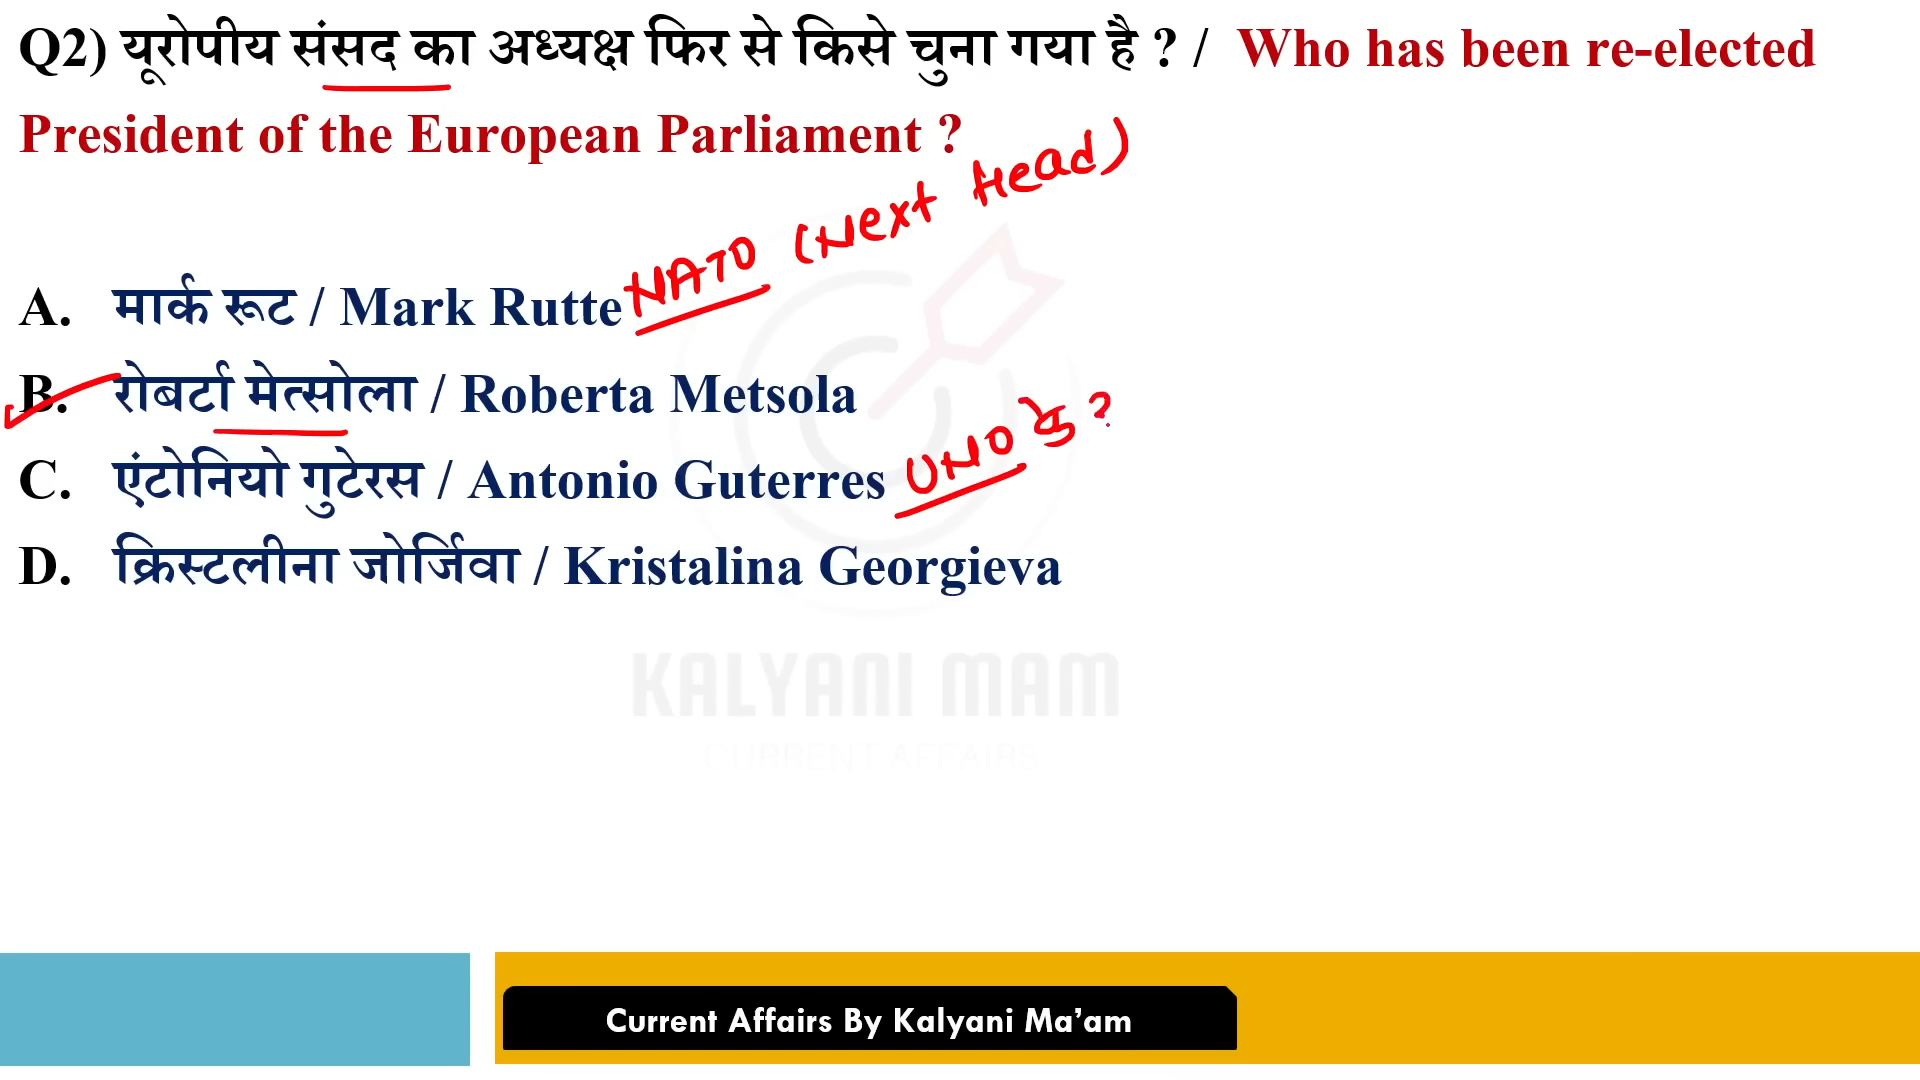 Q2) यूरोपीय संसद का अध्यक्ष फिर से किसे चुना गया है ? / Who has been re-elected
President of the European Parliament ?
NATO (Next Head)
A. मार्क रूट / Mark Rutte
B. रोबर्टा मेत्सोला / Roberta Metsola
UNO के ?
C. एंटोनियो गुटेरस / Antonio Guterres
D. क्रिस्टलीना जोर्जिवा / Kristalina Georgieva
KALYANI MAM
CURRENT AFFAIRS
Current Affairs By Kalyani Ma’am